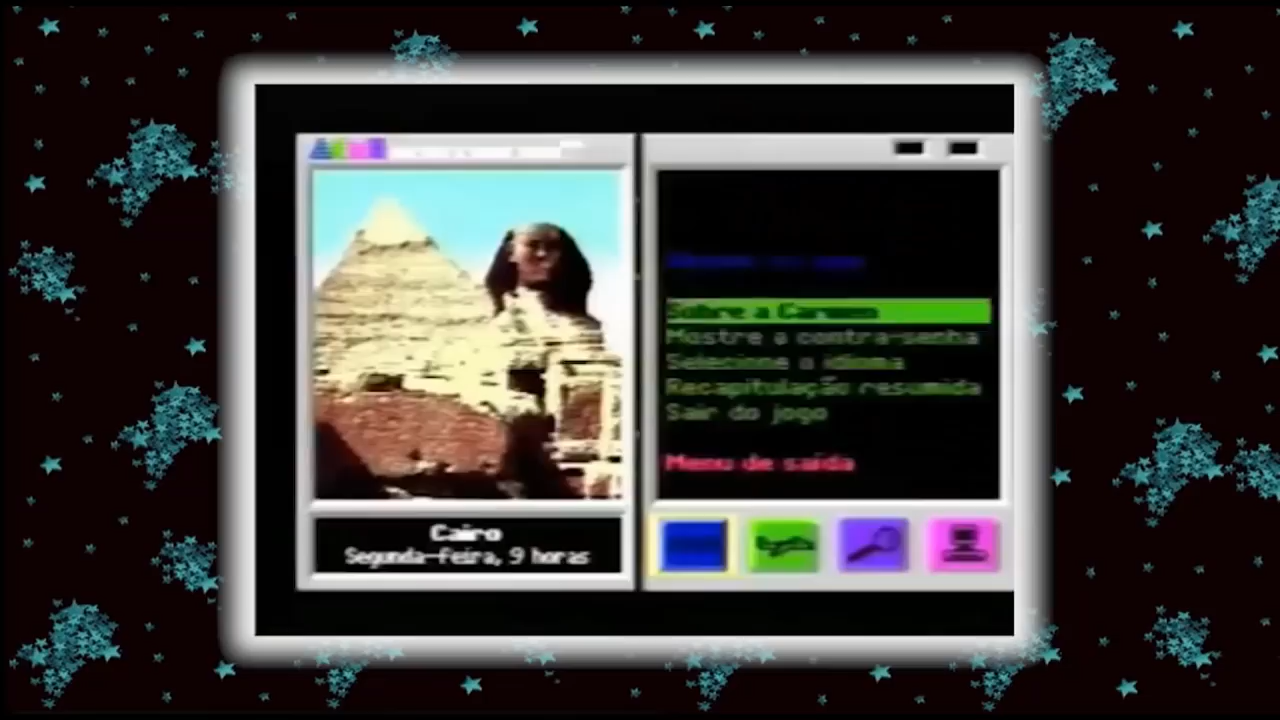 Cairo
Segunda-feira, 9 horas
Sobre a Carmen
Mostre a contra-senha
Selecione o idioma
Recapitulação resumida
Sair do jogo
Menu de saída